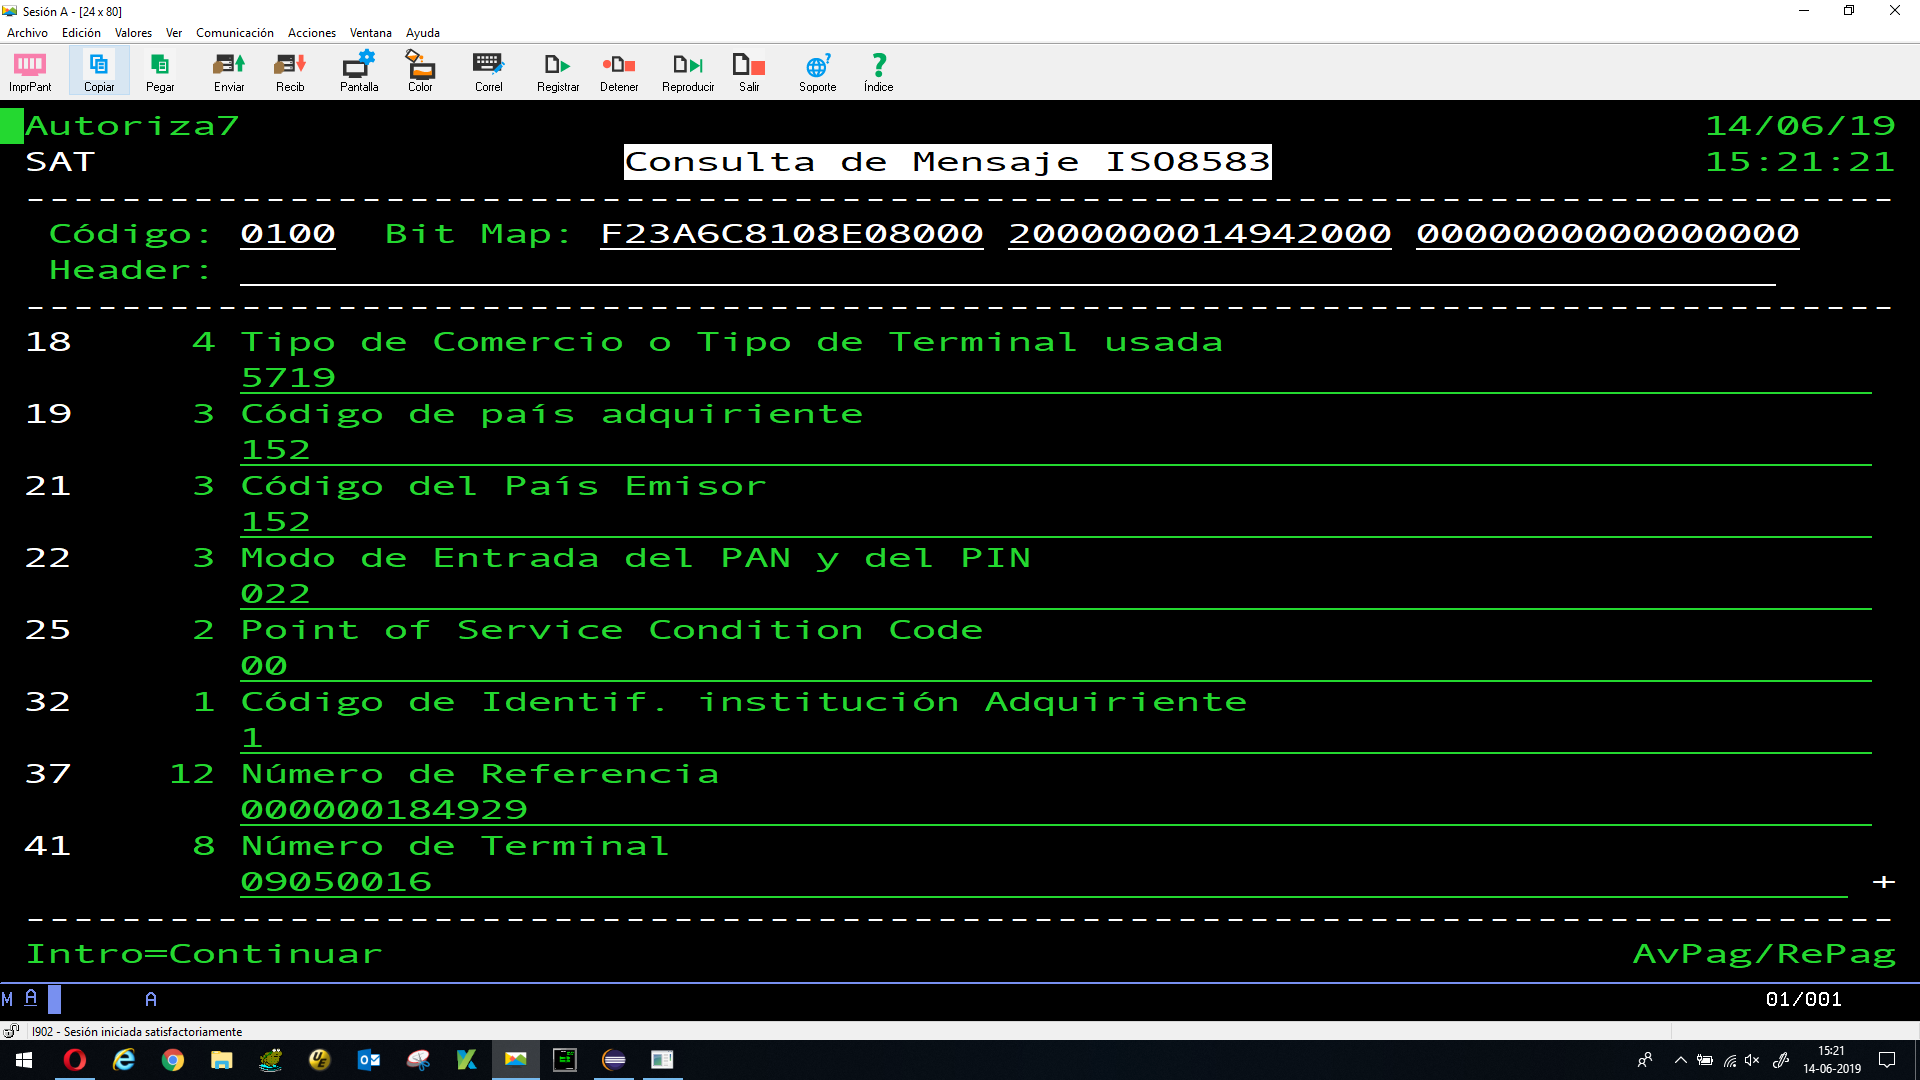 Sesión A - [24 x 80]
Archivo Edición Valores Ver Comunicación Acciones Ventana Ayuda
ImprPant Copiar Pegar Enviar Recib Pantalla Color Correl Registrar Detener Reproducir Salir Soporte Índice
Autoriza7 14/06/19
SAT Consulta de Mensaje ISO8583 15:21:21
Código: 0100 Bit Map: F23A6C8108E08000 2000000014942000 0000000000000000
Header:
18 4 Tipo de Comercio o Tipo de Terminal usada
5719
19 3 Código de país adquiriente
152
21 3 Código del País Emisor
152
22 3 Modo de Entrada del PAN y del PIN
022
25 2 Point of Service Condition Code
00
32 1 Código de Identif. institución Adquiriente
1
37 12 Número de Referencia
000000184929
41 8 Número de Terminal
09050016 +
Intro=Continuar AvPag/RePag
M A A 01/001
I902 - Sesión iniciada satisfactoriamente
15:21
14-06-2019